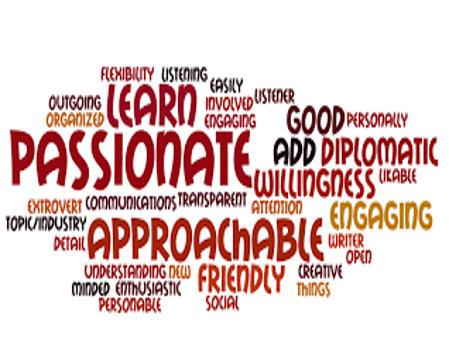 FLEXIBILITY LISTENING EASILY
OUTGOING LEARN INVOLVED LISTENER
ORGANIZED ENGAGING GOOD PERSONALLY
PASSIONATE ADD DIPLOMATIC
WILLINGNESS LIKABLE
EXTROVERT COMMUNICATIONS TRANSPARENT ATTENTION ENGAGING
TOPIC/INDUSTRY APPROACHABLE WRITER
DETAIL OPEN
UNDERSTANDING NEW FRIENDLY CREATIVE
MINDED ENTHUSIASTIC THINGS
PERSONABLE SOCIAL